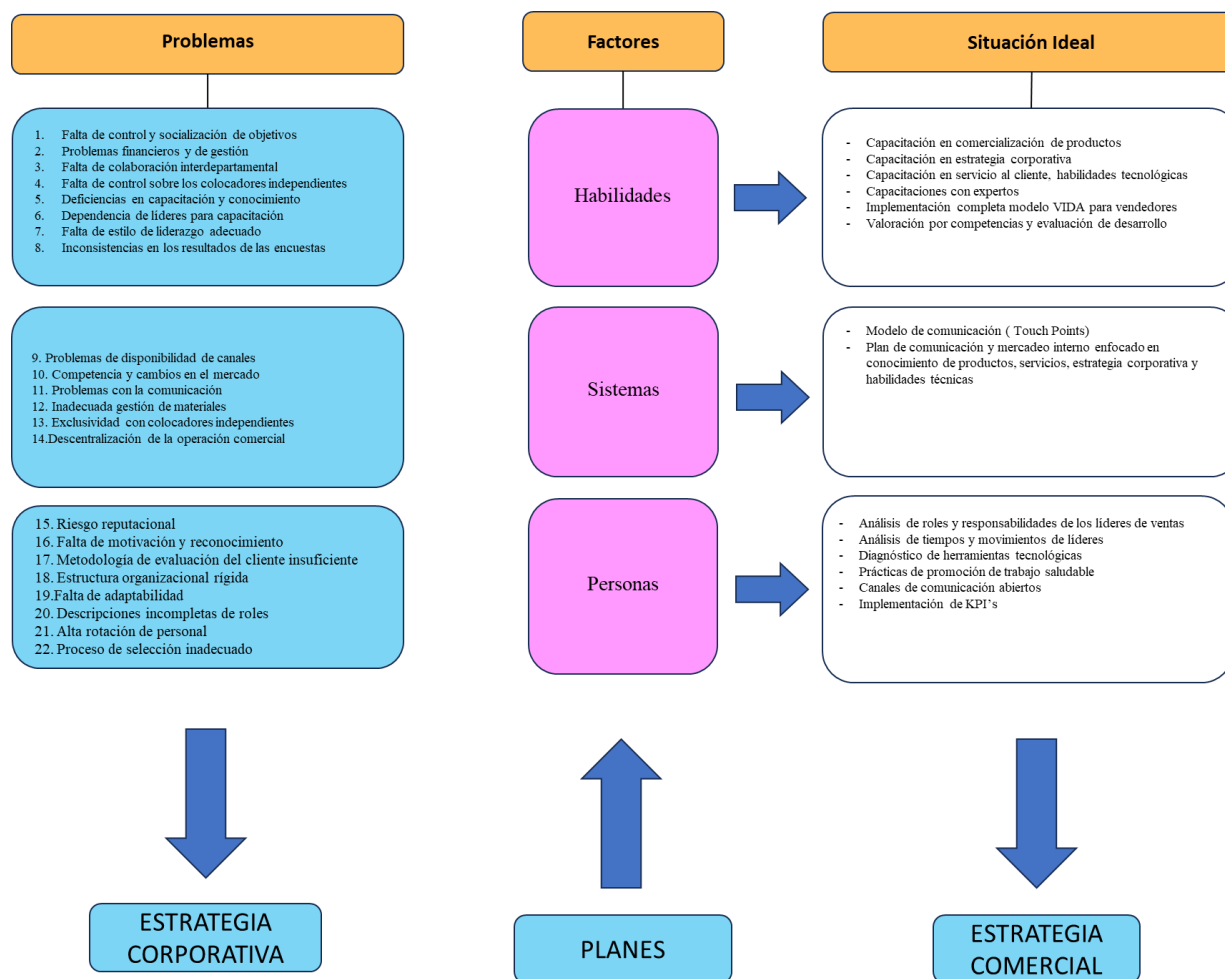 Problemas
1. Falta de control y socialización de objetivos
2. Problemas financieros y de gestión
3. Falta de colaboración interdepartamental
4. Falta de control sobre los colocadores independientes
5. Deficiencias en capacitación y conocimiento
6. Dependencia de líderes para capacitación
7. Falta de estilo de liderazgo adecuado
8. Inconsistencias en los resultados de las encuestas
9. Problemas de disponibilidad de canales
10. Competencia y cambios en el mercado
11. Problemas con la comunicación
12. Inadecuada gestión de materiales
13. Exclusividad con colocadores independientes
14.Descentralización de la operación comercial
15. Riesgo reputacional
16. Falta de motivación y reconocimiento
17. Metodología de evaluación del cliente insuficiente
18. Estructura organizacional rígida
19.Falta de adaptabilidad
20. Descripciones incompletas de roles
21. Alta rotación de personal
22. Proceso de selección inadecuado
ESTRATEGIA
CORPORATIVA
Factores
Habilidades
Sistemas
Personas
PLANES
Situación Ideal
- Capacitación en comercialización de productos
- Capacitación en estrategia corporativa
- Capacitación en servicio al cliente, habilidades tecnológicas
- Capacitaciones con expertos
- Implementación completa modelo VIDA para vendedores
- Valoración por competencias y evaluación de desarrollo
- Modelo de comunicación ( Touch Points)
- Plan de comunicación y mercadeo interno enfocado en
conocimiento de productos, servicios, estrategia corporativa y
habilidades técnicas
- Análisis de roles y responsabilidades de los líderes de ventas
- Análisis de tiempos y movimientos de líderes
- Diagnóstico de herramientas tecnológicas
- Prácticas de promoción de trabajo saludable
- Canales de comunicación abiertos
- Implementación de KPI's
ESTRATEGIA
COMERCIAL